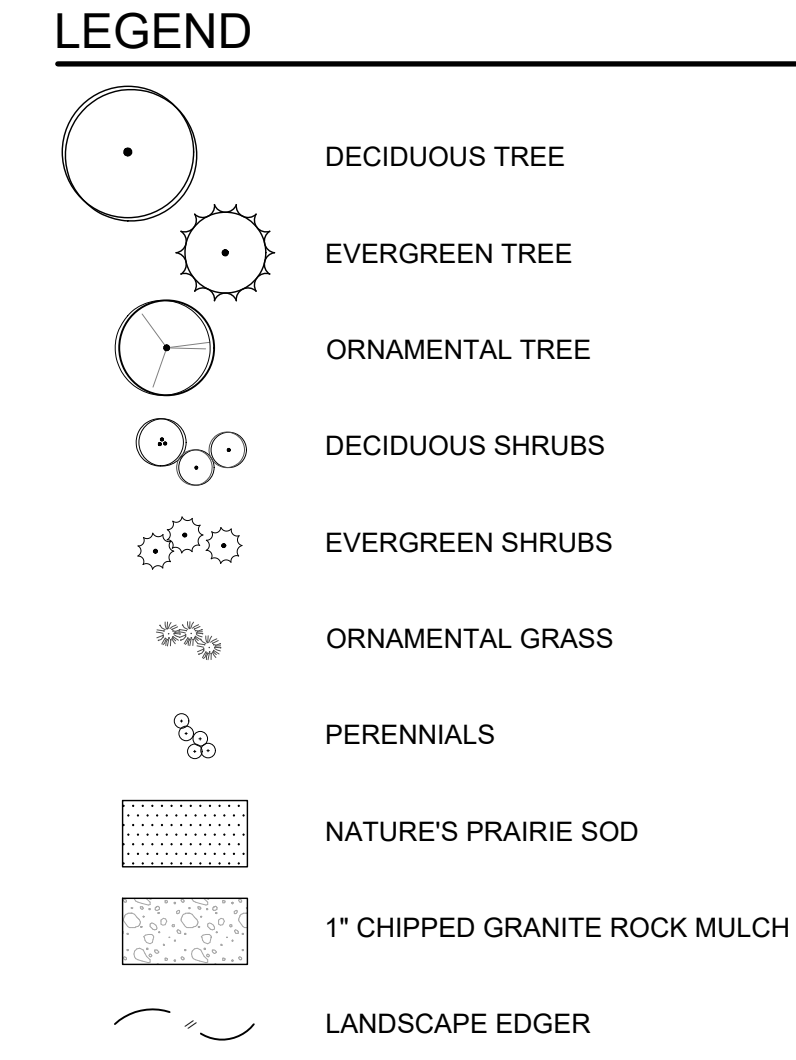 LEGEND
DECIDUOUS TREE
EVERGREEN TREE
ORNAMENTAL TREE
DECIDUOUS SHRUBS
EVERGREEN SHRUBS
ORNAMENTAL GRASS
PERENNIALS
NATURE'S PRAIRIE SOD
1" CHIPPED GRANITE ROCK MULCH
LANDSCAPE EDGER